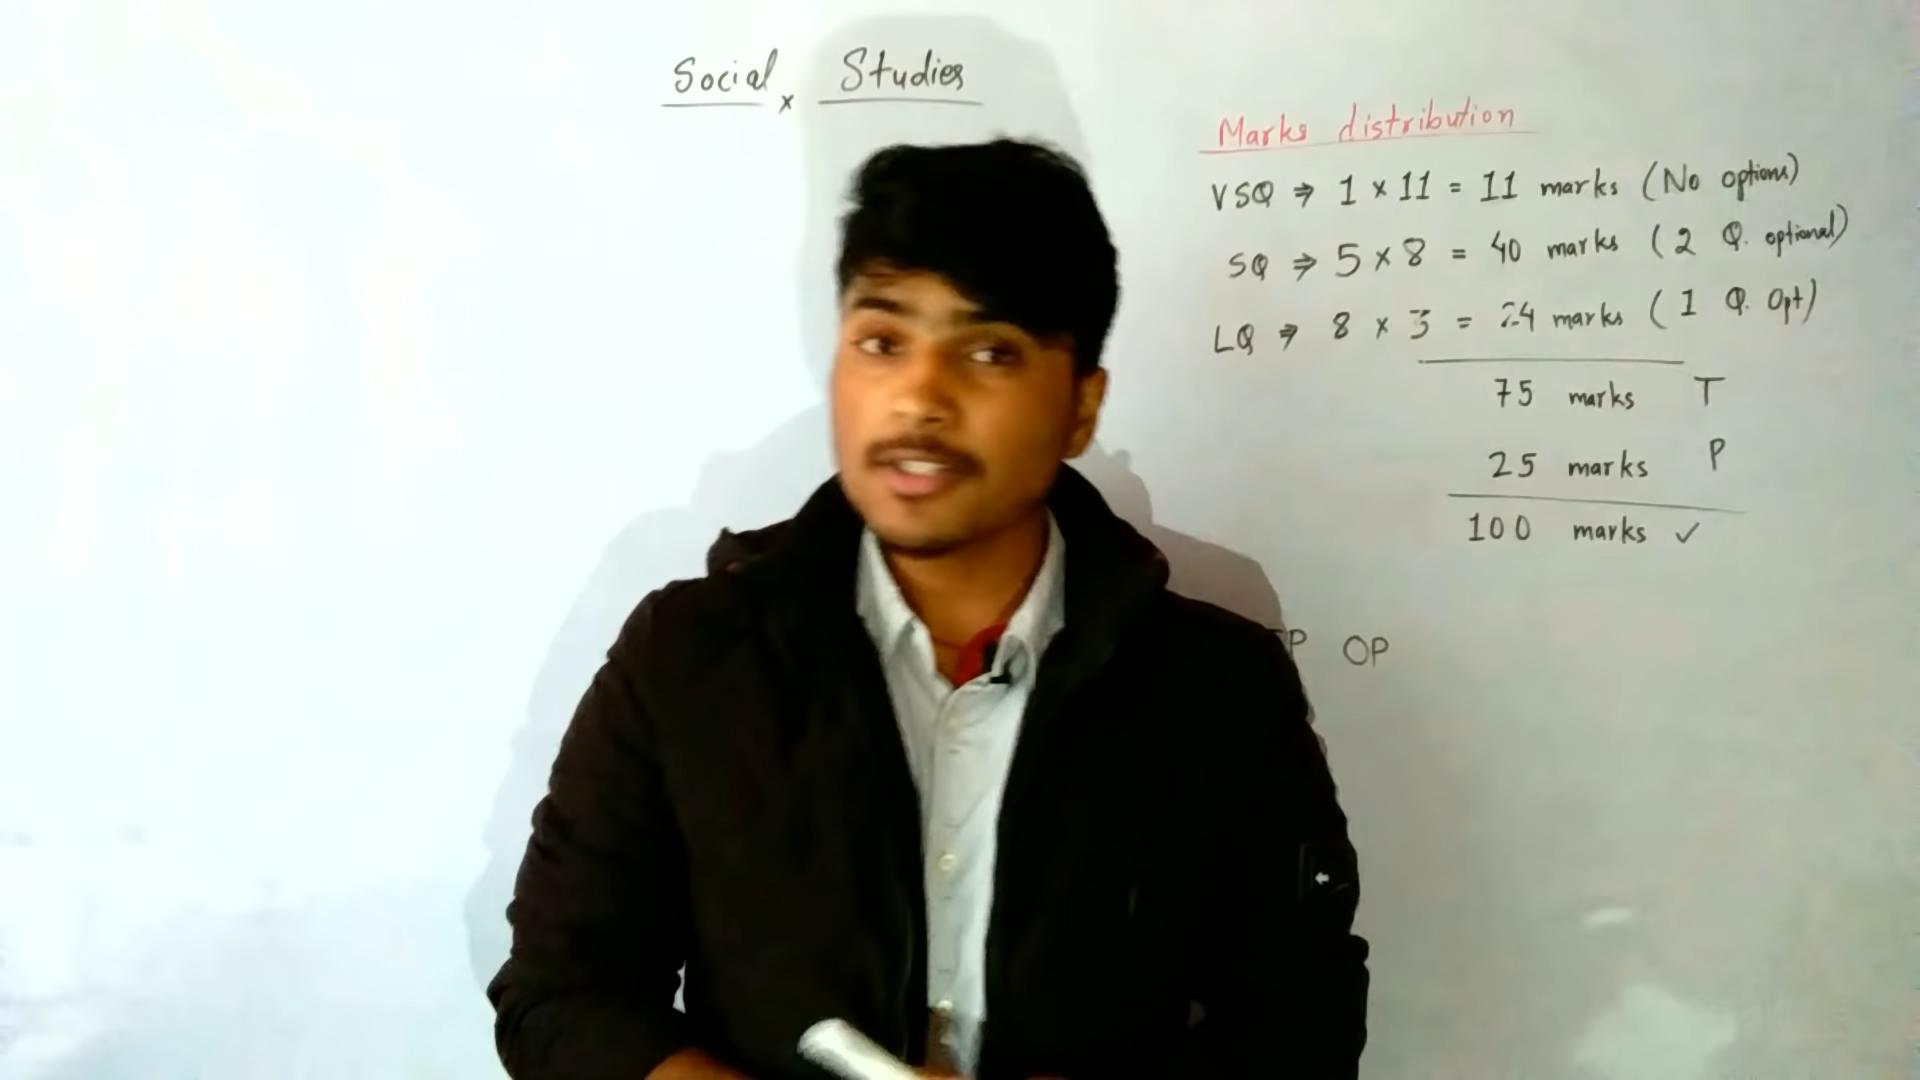 Social x Studies
Marks distribution
VSQ ⇒ 1 × 11 = 11 marks (No options)
SQ ⇒ 5 × 8 = 40 marks (2 Q. optional)
LQ ⇒ 8 × 3 = 24 marks (1 Q. Opt)
75 marks T
25 marks P
100 marks ✓
OP